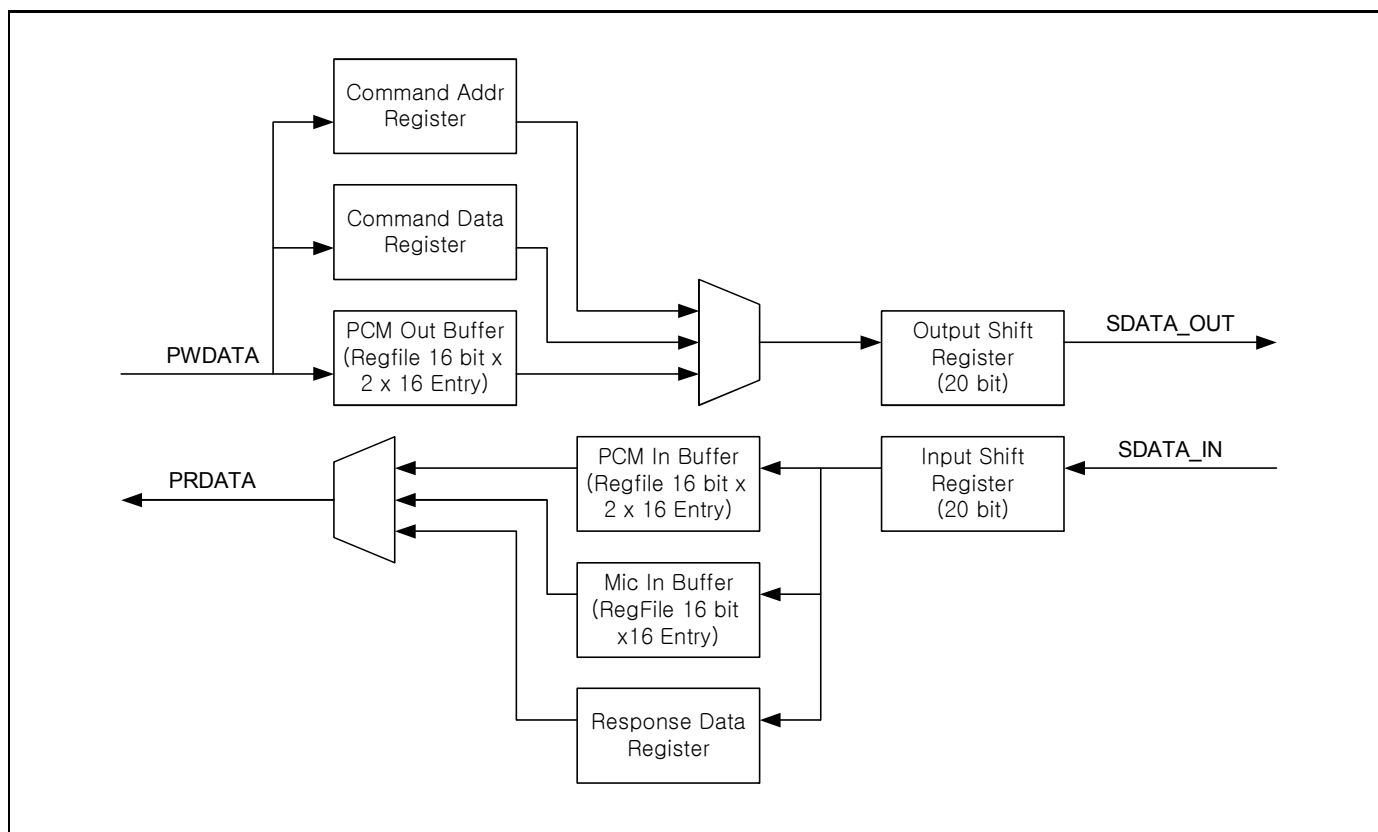 Command Addr
Register
Command Data
Register
PCM Out Buffer
(Regfile 16 bit x
2 x 16 Entry)
PWDATA
Output Shift
Register
(20 bit)
SDATA_OUT
PRDATA
PCM In Buffer
(Regfile 16 bit x
2 x 16 Entry)
Input Shift
Register
(20 bit)
SDATA_IN
Mic In Buffer
(RegFile 16 bit
x16 Entry)
Response Data
Register